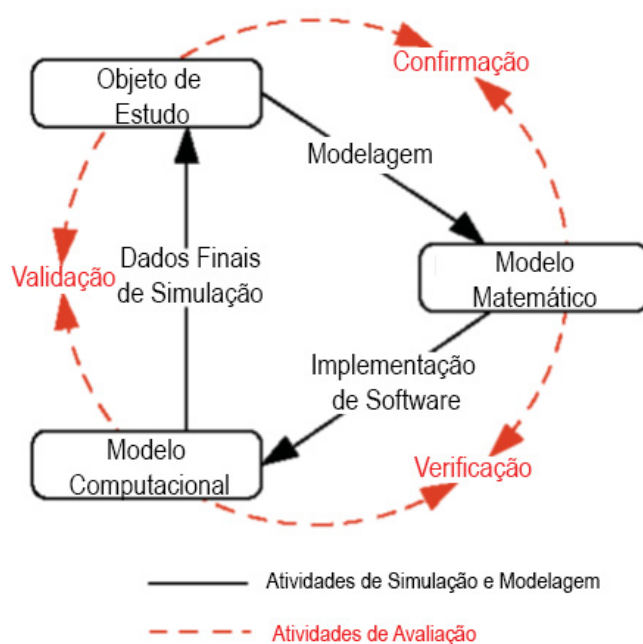 Objeto de
Estudo
Confirmação
Modelagem
Validação
Dados Finais
de Simulação
Modelo
Matemático
Implementação
de Software
Modelo
Computacional
Verificação
Atividades de Simulação e Modelagem
Atividades de Avaliação